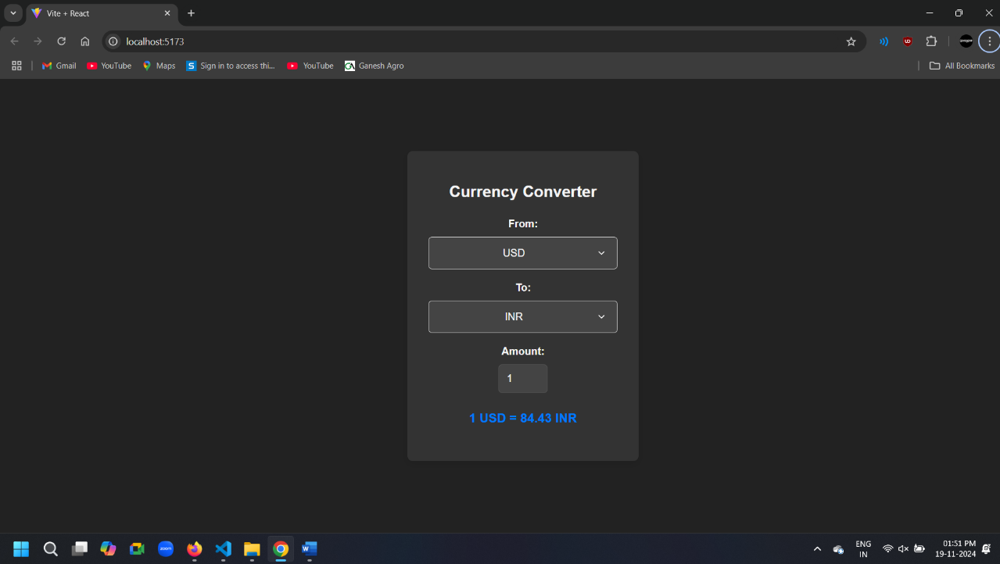 Vite + React
localhost:5173
Gmail YouTube Maps Sign in to access thi... YouTube Ganesh Agro All Bookmarks
Currency Converter
From:
USD
To:
INR
Amount:
1
1 USD = 84.43 INR
zoom
W
ENG
IN
01:51 PM
19-11-2024